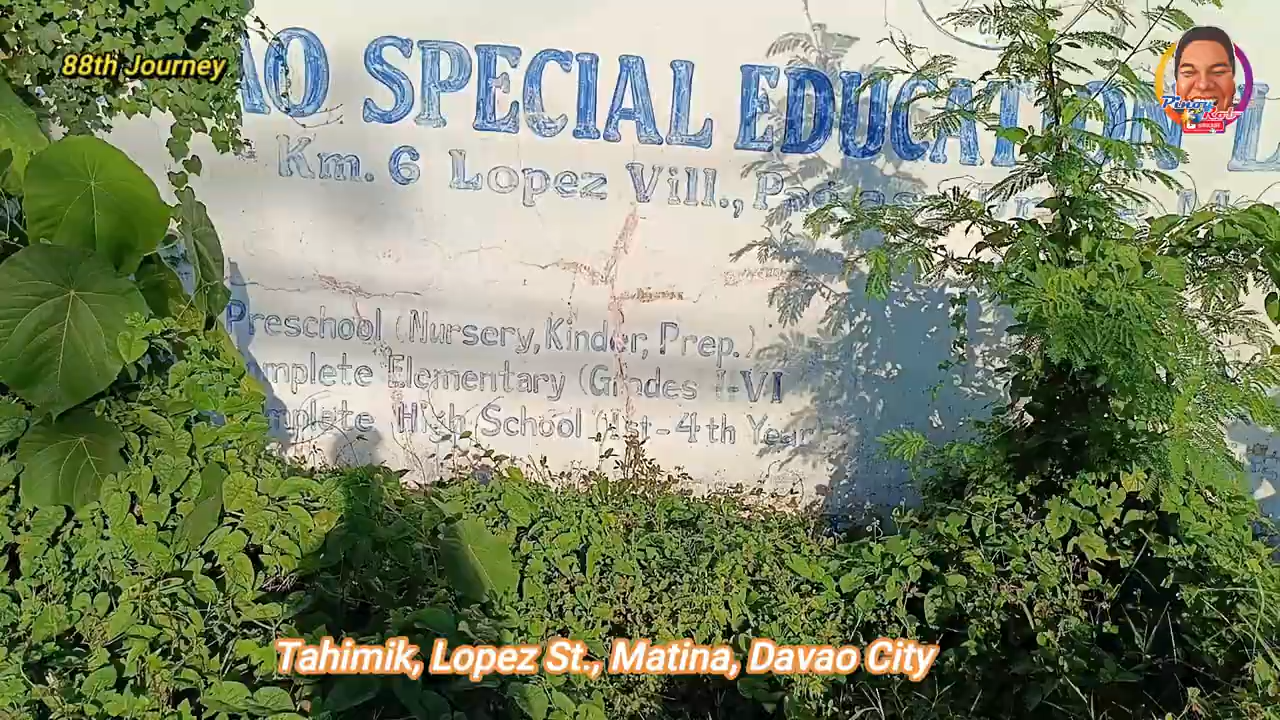 88th Journey
AO SPECIAL EDUCATION L
Km. 6 Lopez Vill.,
Preschool (Nursery, Kinder, Prep.)
mplete Elementary (Grades I-VI
mplete High School (1st-4th Year)
Tahimik, Lopez St., Matina, Davao City
Pinoy